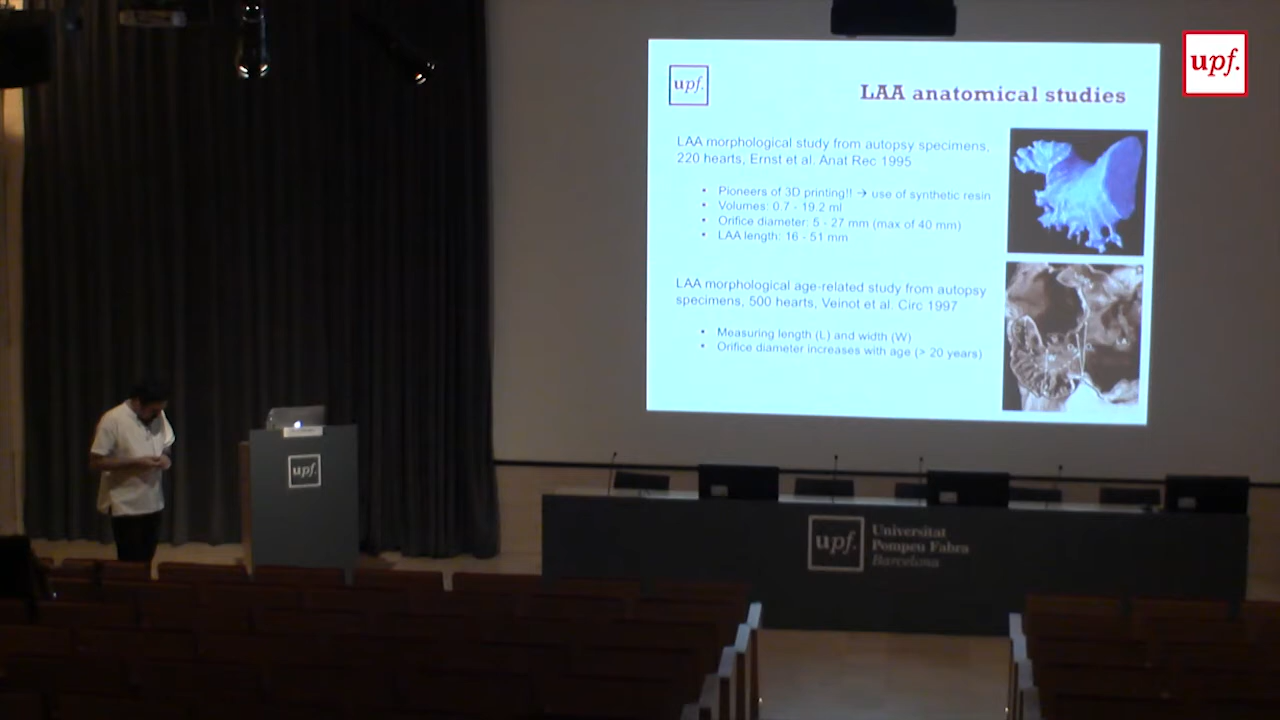 upf.
upf.
LAA anatomical studies
LAA morphological study from autopsy specimens,
220 hearts, Ernst et al. Anat Rec 1995
• Pioneers of 3D printing!! → use of synthetic resin
• Volumes: 0.7 - 19.2 ml
• Orifice diameter: 5 - 27 mm (max of 40 mm)
• LAA length: 16 - 51 mm
LAA morphological age-related study from autopsy
specimens, 500 hearts, Veinot et al. Circ 1997
• Measuring length (L) and width (W)
• Orifice diameter increases with age (> 20 years)
upf.
upf.
Universitat
Pompeu Fabra
Barcelona